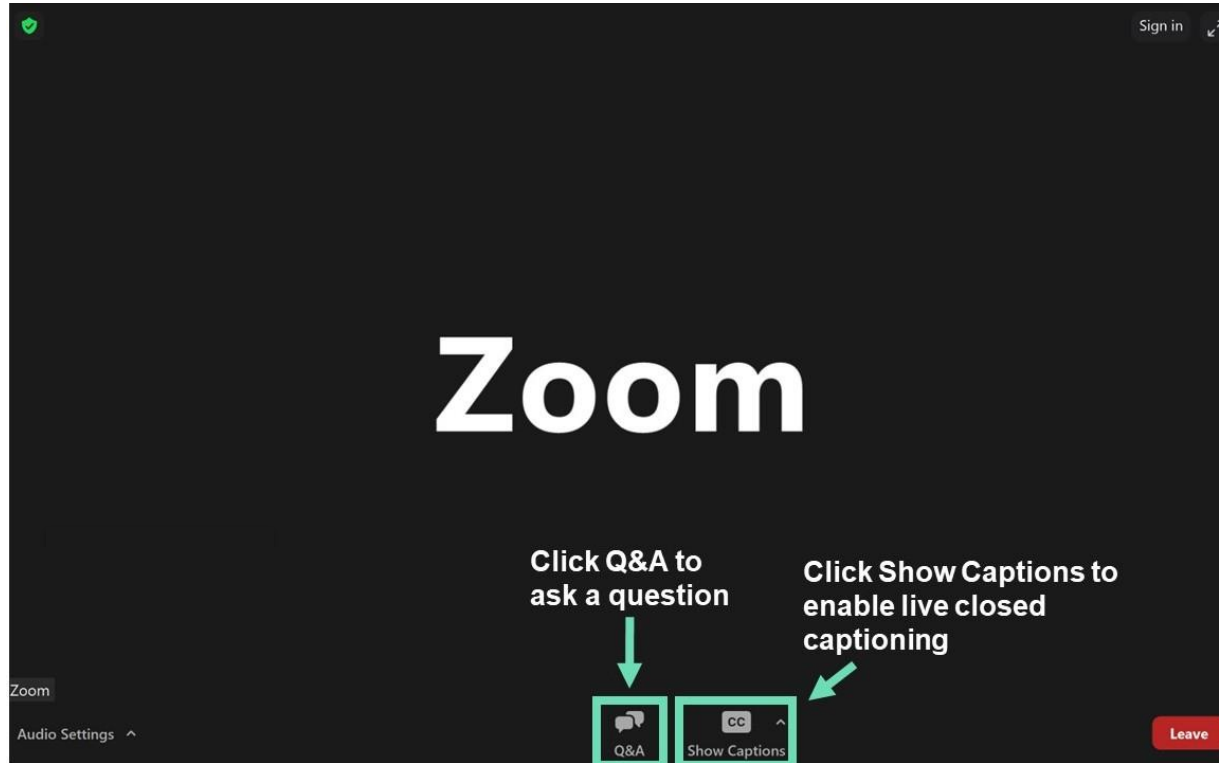 Sign in
Zoom
Click Q&A to
ask a question
Click Show Captions to
enable live closed
captioning
Zoom
Audio Settings
Q&A
CC
Show Captions
Leave